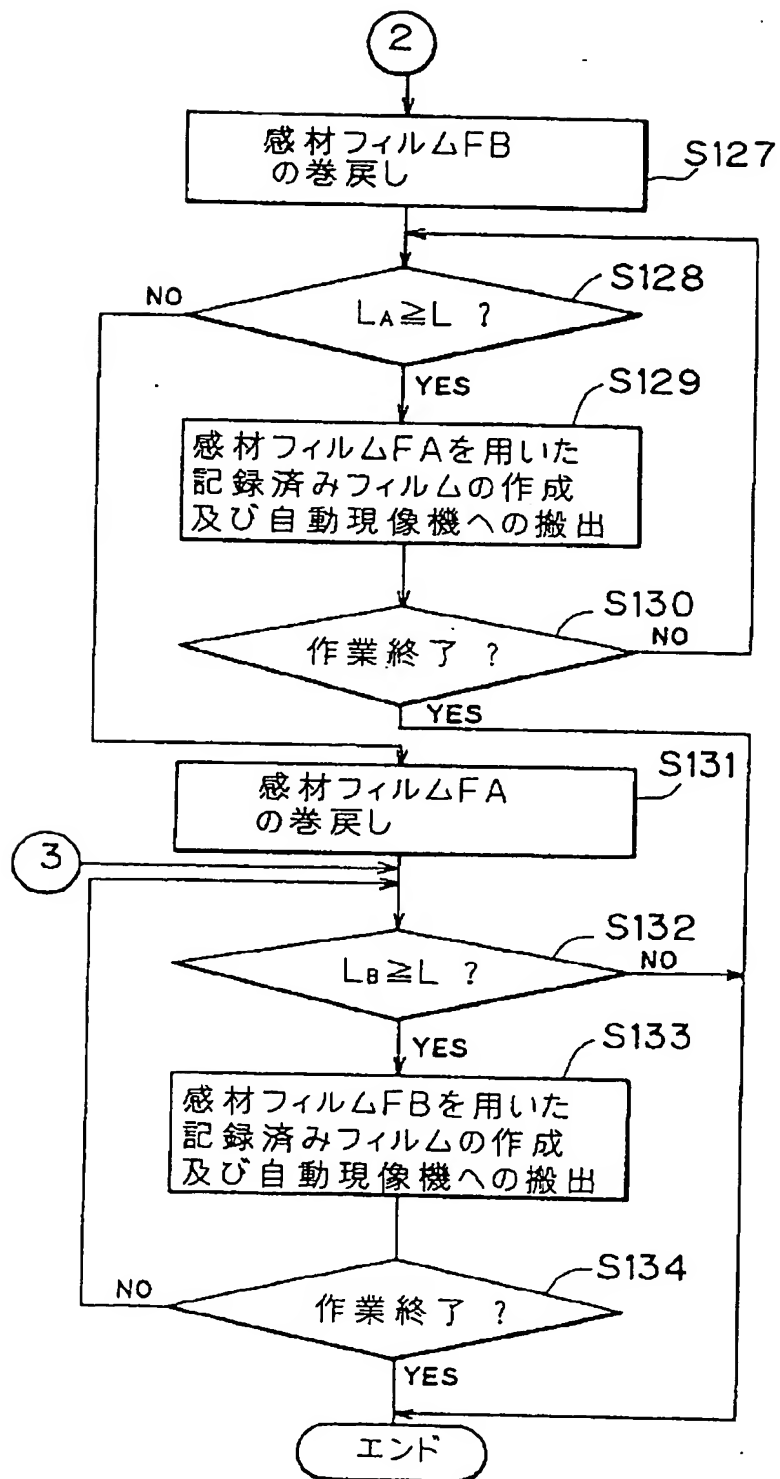 2
感材フィルムFB
の巻戻し
S127
S128
NO
LA≧L ?
YES
S129
感材フィルムFAを用いた
記録済みフィルムの作成
及び自動現像機への搬出
S130
作業終了 ?
NO
YES
S131
感材フィルムFA
の巻戻し
3
S132
LB≧L ?
NO
YES
S133
感材フィルムFBを用いた
記録済みフィルムの作成
及び自動現像機への搬出
S134
NO
作業終了 ?
YES
エンド